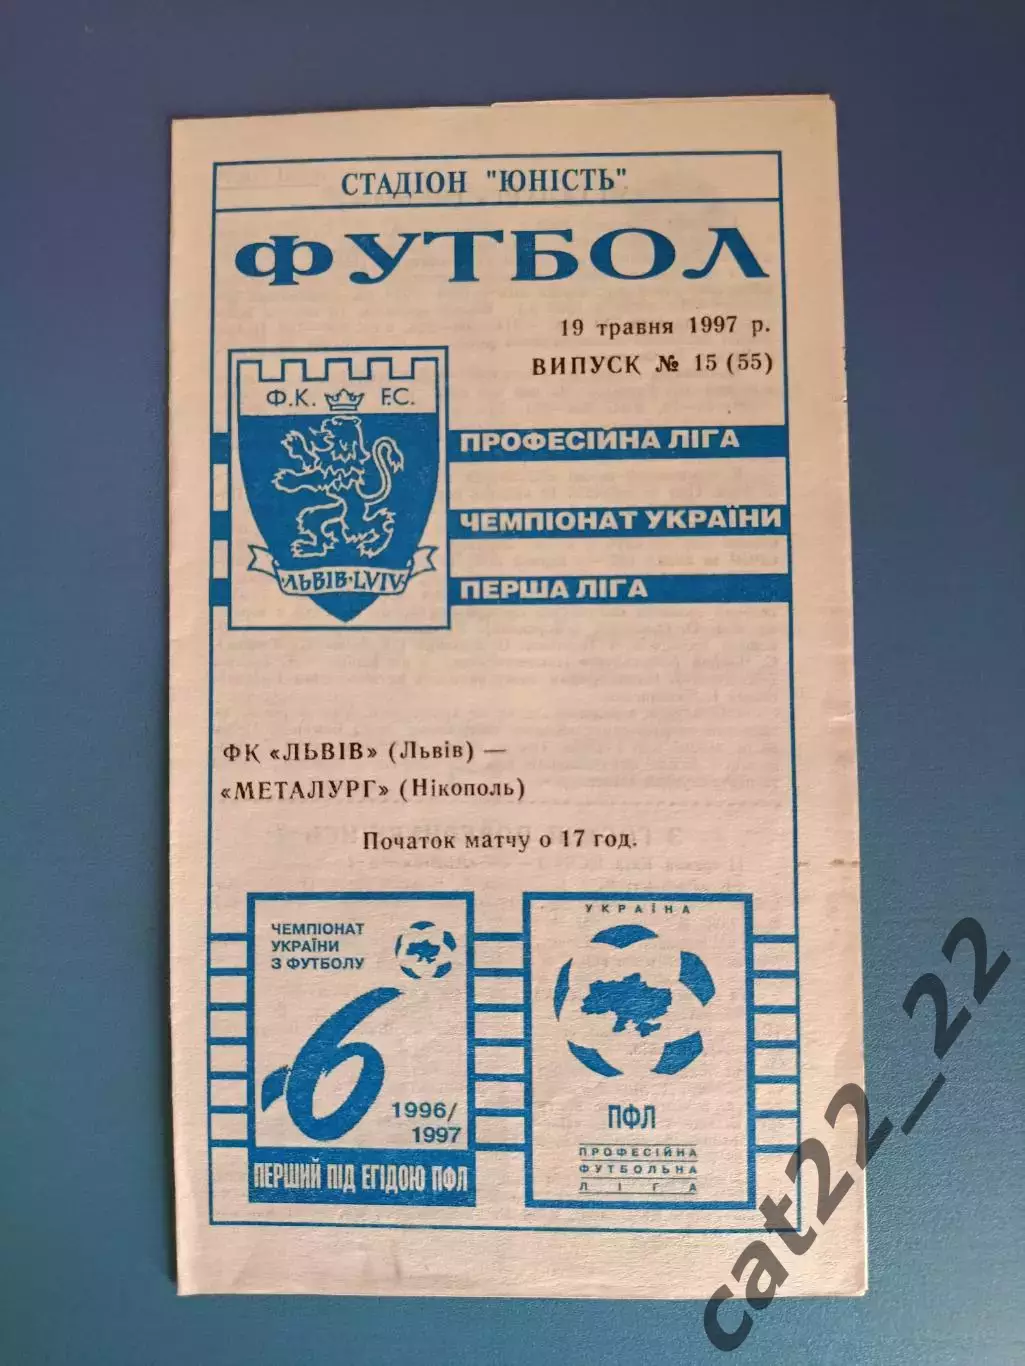 СТАДІОН "ЮНІСТЬ"
ФУТБОЛ
19 травня 1997 р.
ВИПУСК № 15 (55)
Ф.К. F.C.
ЛЬВІВ·LVIV
ПРОФЕСІЙНА ЛІГА
ЧЕМПІОНАТ УКРАЇНИ
ПЕРША ЛІГА
ФК «ЛЬВІВ» (Львів) —
«МЕТАЛУРГ» (Нікополь)
Початок матчу о 17 год.
ЧЕМПІОНАТ
УКРАЇНИ
З ФУТБОЛУ
6
1996/
1997
ПЕРШИЙ ПІД ЕГІДОЮ ПФЛ
УКРАЇНА
ПФЛ
ПРОФЕСІЙНА
ФУТБОЛЬНА
ЛІГА
cat22_22